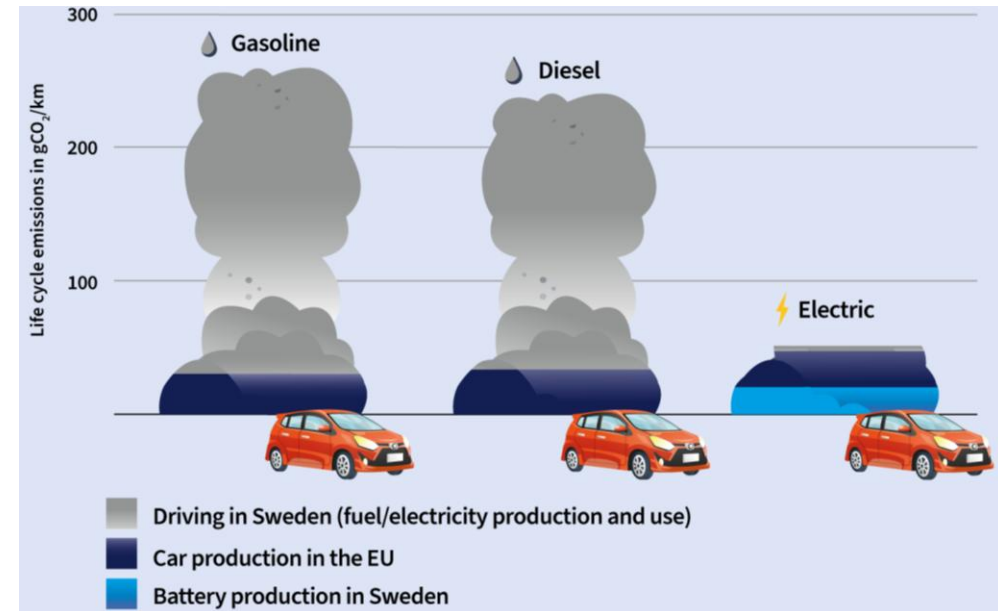 300
Gasoline
Diesel
200
Life cycle emissions in gCO₂/km
100
Electric
Driving in Sweden (fuel/electricity production and use)
Car production in the EU
Battery production in Sweden